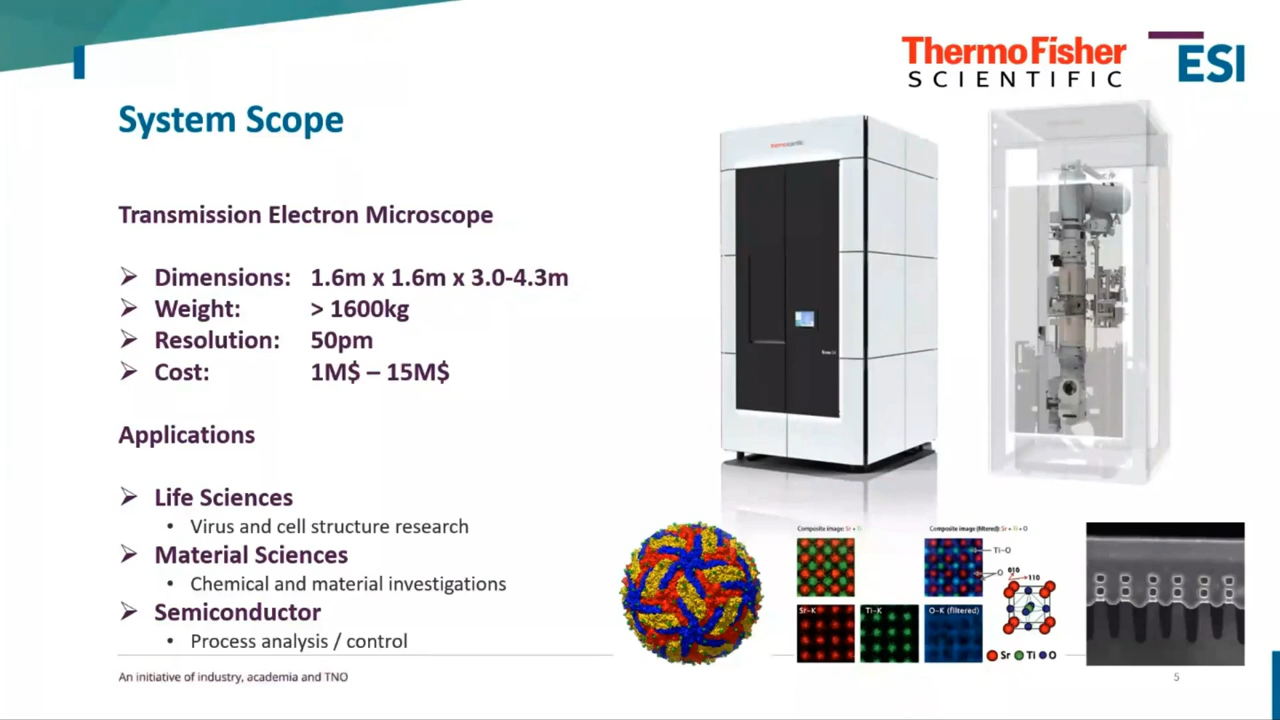 ThermoFisher
SCIENTIFIC
ESI
System Scope
Transmission Electron Microscope
Dimensions: 1.6m x 1.6m x 3.0-4.3m
Weight: > 1600kg
Resolution: 50pm
Cost: 1M$ – 15M$
Applications
Life Sciences
• Virus and cell structure research
Material Sciences
• Chemical and material investigations
Semiconductor
• Process analysis / control
thermoscientific
Composite image: Sr + Ti
Composite image (filtered): Sr + Ti + O
Ti-O
O
010
110
Sr-K
Ti-K
O-K (filtered)
Sr Ti O
An initiative of industry, academia and TNO
5